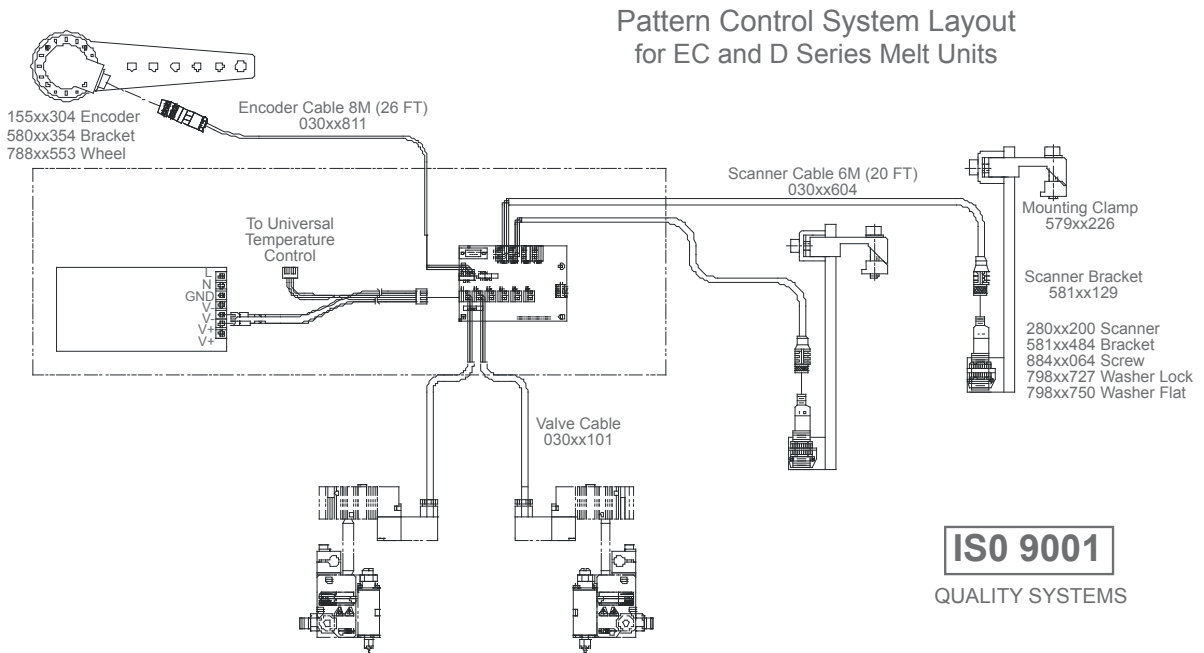 Pattern Control System Layout
for EC and D Series Melt Units
155xx304 Encoder
580xx354 Bracket
788xx553 Wheel
Encoder Cable 8M (26 FT)
030xx811
Scanner Cable 6M (20 FT)
030xx604
Mounting Clamp
579xx226
To Universal
Temperature
Control
L
N
GND
V-
V-
V+
V+
Scanner Bracket
581xx129
280xx200 Scanner
581xx484 Bracket
884xx064 Screw
798xx727 Washer Lock
798xx750 Washer Flat
Valve Cable
030xx101
IS0 9001
QUALITY SYSTEMS